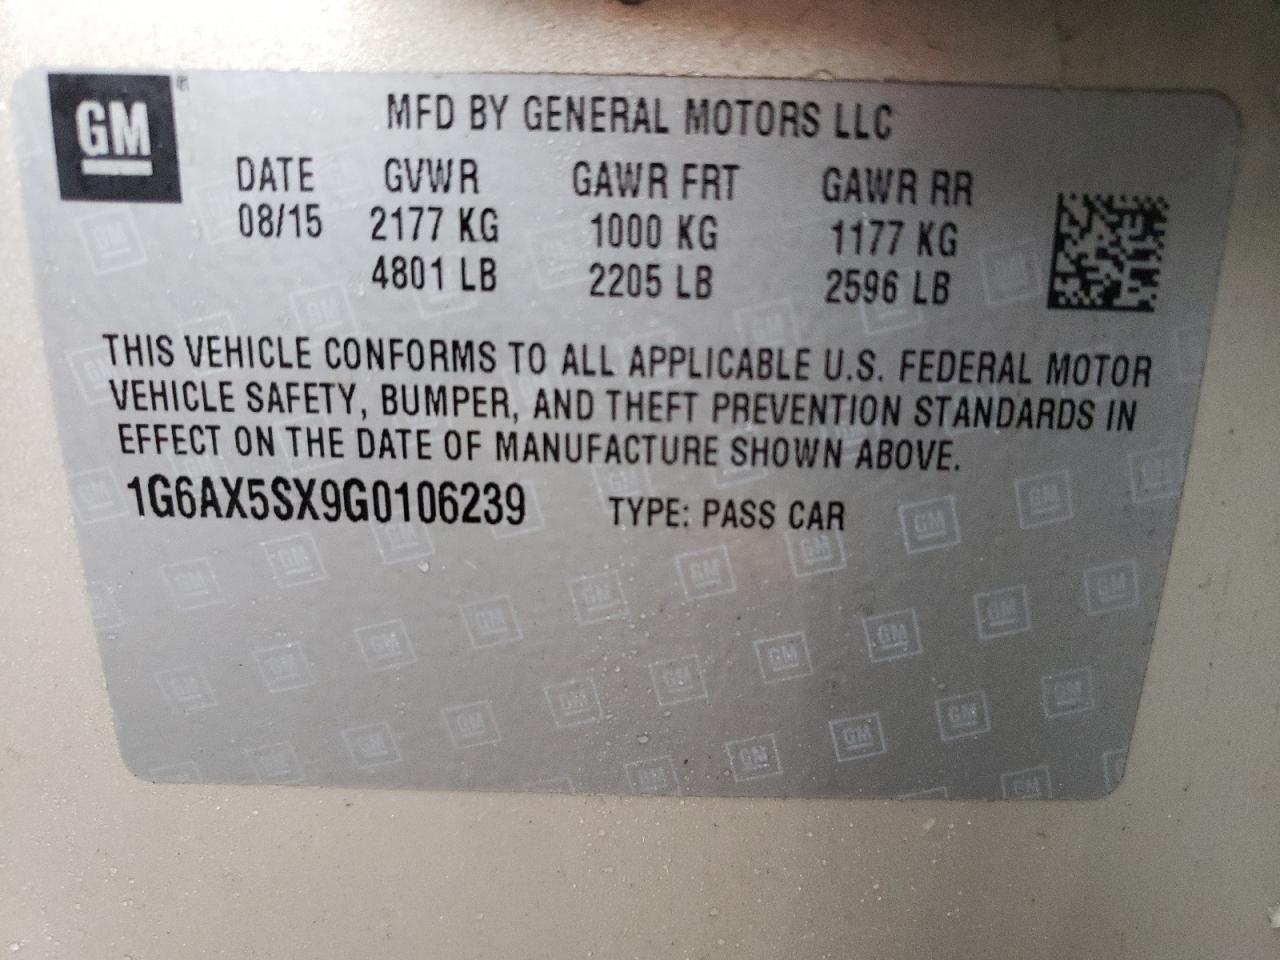 GM®
MFD BY GENERAL MOTORS LLC
DATE GVWR GAWR FRT GAWR RR
08/15 2177 KG 1000 KG 1177 KG
4801 LB 2205 LB 2596 LB
THIS VEHICLE CONFORMS TO ALL APPLICABLE U.S. FEDERAL MOTOR
VEHICLE SAFETY, BUMPER, AND THEFT PREVENTION STANDARDS IN
EFFECT ON THE DATE OF MANUFACTURE SHOWN ABOVE.
1G6AX5SX9G0106239 TYPE: PASS CAR